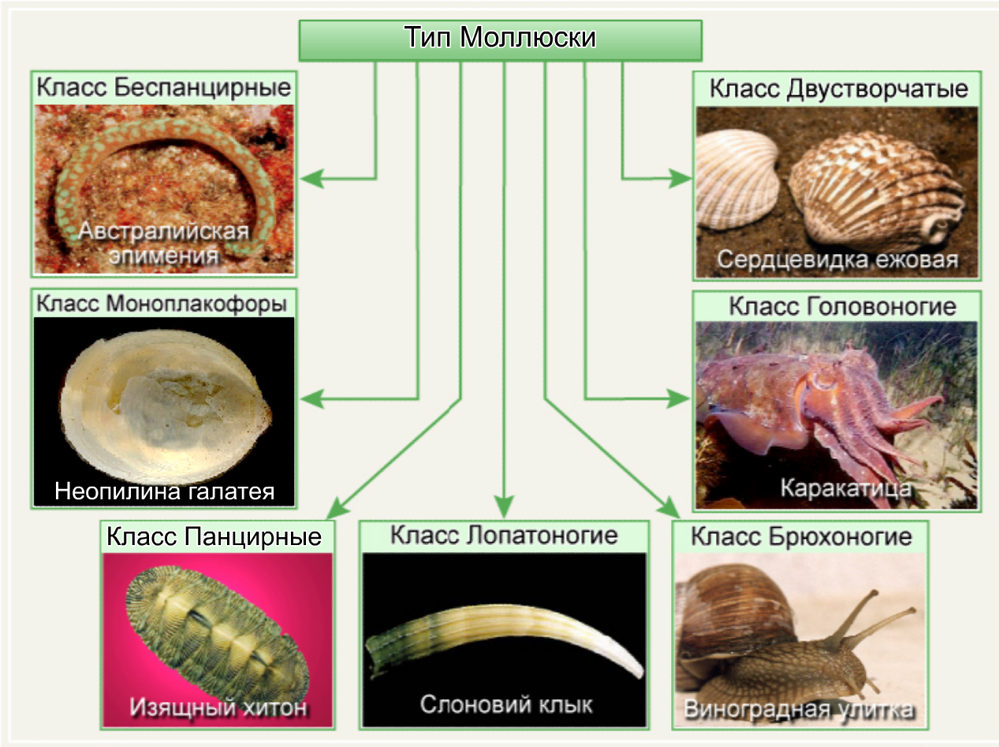 Тип Моллюски
Класс Беспанцирные
Австралийская
эпимения
Класс Двустворчатые
Сердцевидка ежовая
Класс Моноплакофоры
Неопилина галатея
Класс Головоногие
Каракатица
Класс Панцирные
Изящный хитон
Класс Лопатоногие
Слоновий клык
Класс Брюхоногие
Виноградная улитка